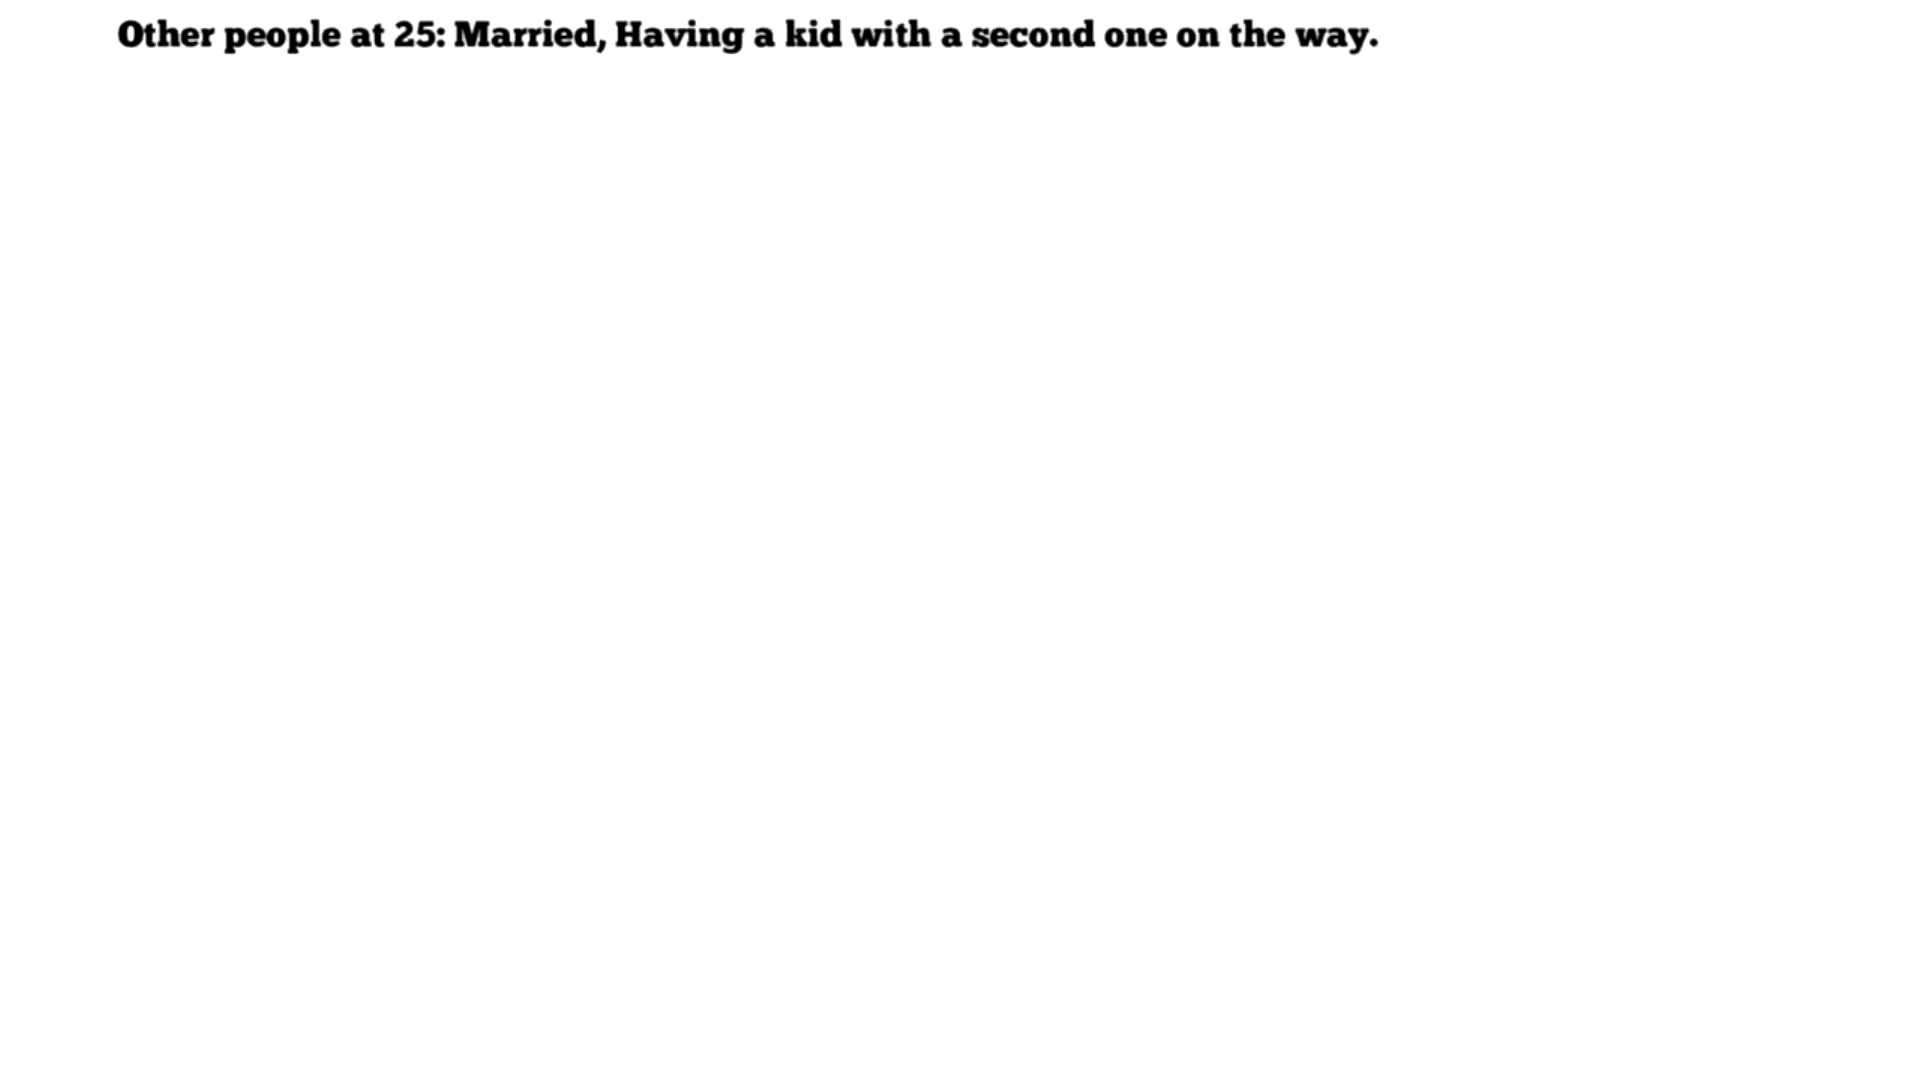 Other people at 25: Married, Having a kid with a second one on the way.